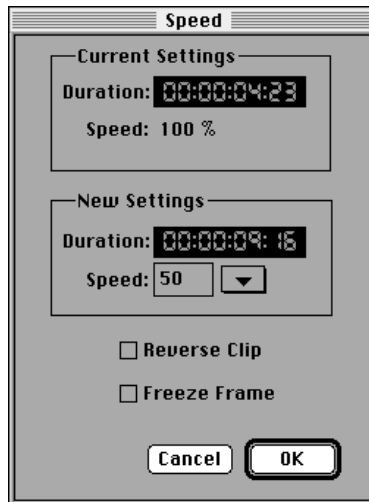 Speed
Current Settings
Duration: 00:00:04:23
Speed: 100 %
New Settings
Duration: 00:00:09:16
Speed: 50
Reverse Clip
Freeze Frame
Cancel OK